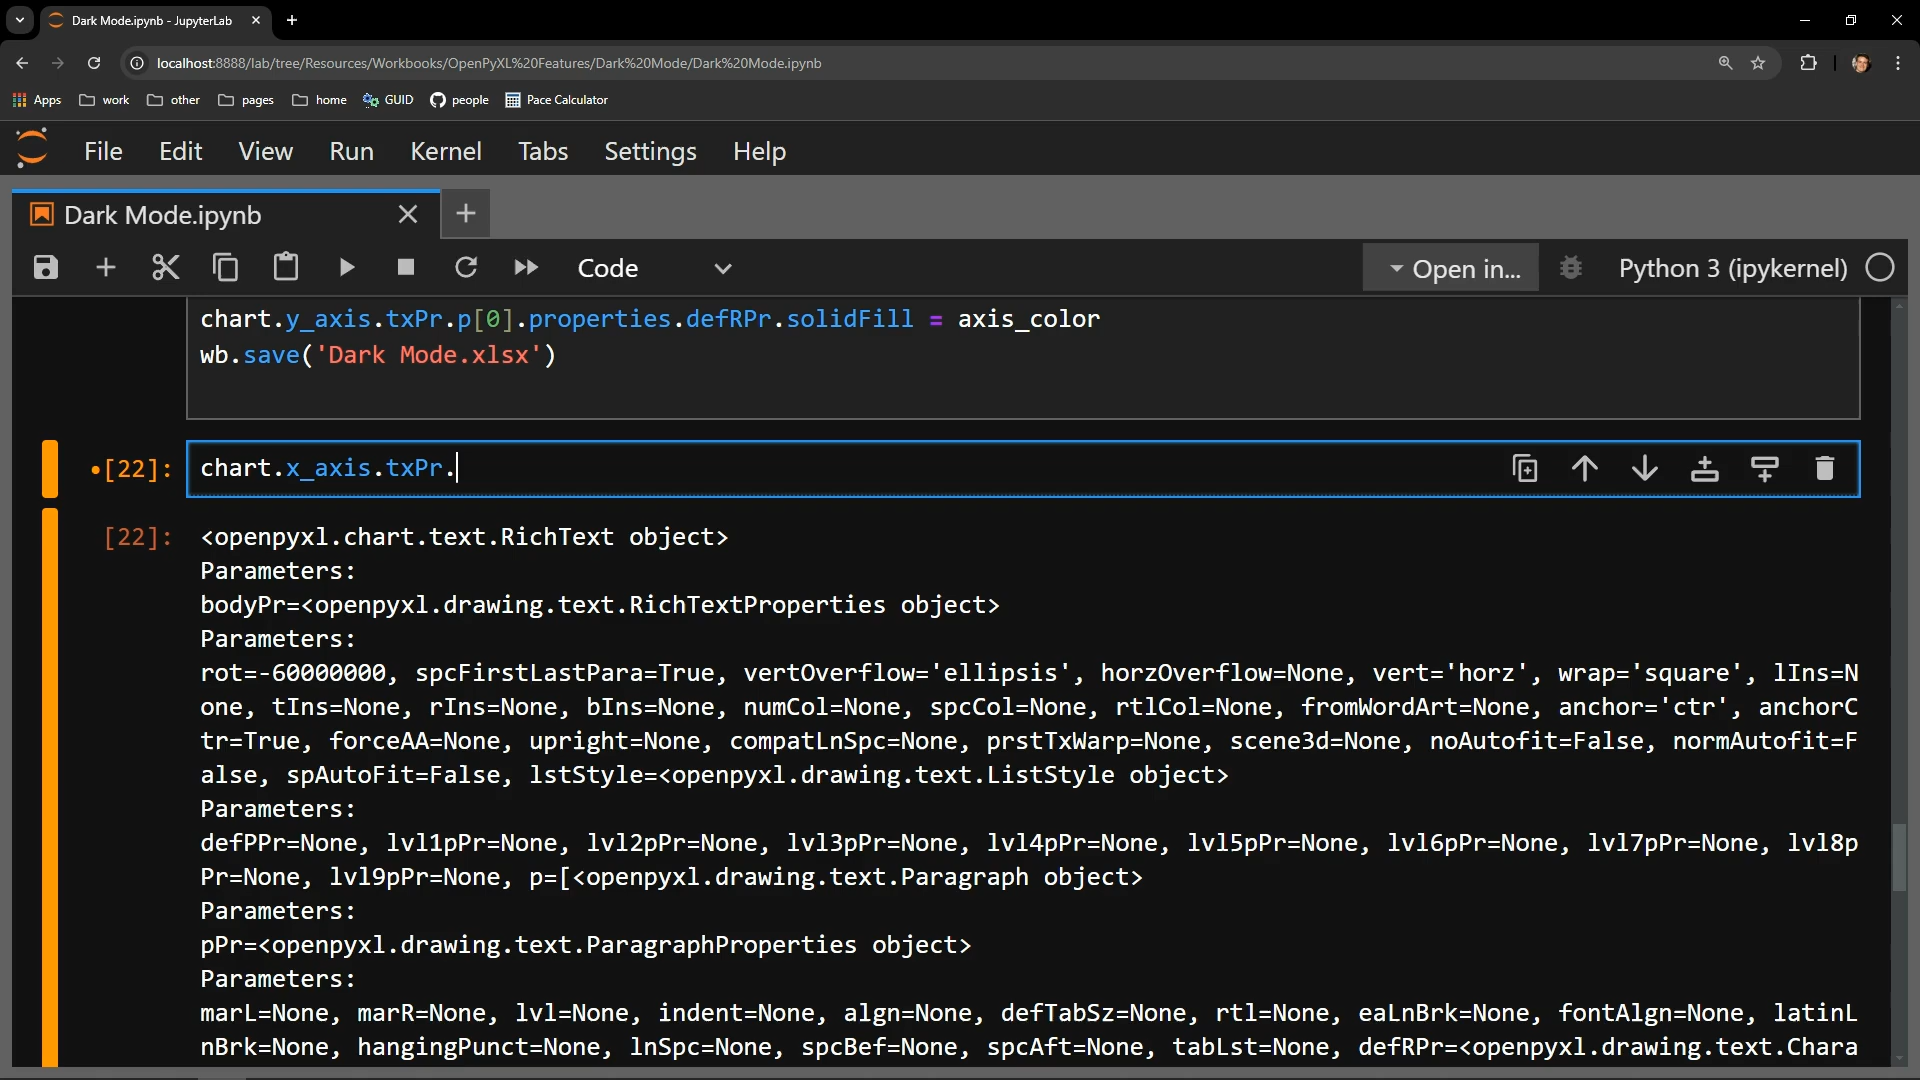 Dark Mode.ipynb - JupyterLab
localhost:8888/lab/tree/Resources/Workbooks/OpenPyXL%20Features/Dark%20Mode/Dark%20Mode.ipynb
Apps work other pages home GUID people Pace Calculator
File Edit View Run Kernel Tabs Settings Help
Dark Mode.ipynb
Code Open in... Python 3 (ipykernel)
chart.y_axis.txPr.p[0].properties.defRPr.solidFill = axis_color
wb.save('Dark Mode.xlsx')
[22]: chart.x_axis.txPr.
[22]: <openpyxl.chart.text.RichText object>
Parameters:
bodyPr=<openpyxl.drawing.text.RichTextProperties object>
Parameters:
rot=-60000000, spcFirstLastPara=True, vertOverflow='ellipsis', horzOverflow=None, vert='horz', wrap='square', lIns=N
one, tIns=None, rIns=None, bIns=None, numCol=None, spcCol=None, rtlCol=None, fromWordArt=None, anchor='ctr', anchorC
tr=True, forceAA=None, upright=None, compatLnSpc=None, prstTxWarp=None, scene3d=None, noAutofit=False, normAutofit=F
alse, spAutoFit=False, lstStyle=<openpyxl.drawing.text.ListStyle object>
Parameters:
defPPr=None, lvl1pPr=None, lvl2pPr=None, lvl3pPr=None, lvl4pPr=None, lvl5pPr=None, lvl6pPr=None, lvl7pPr=None, lvl8p
Pr=None, lvl9pPr=None, p=[<openpyxl.drawing.text.Paragraph object>
Parameters:
pPr=<openpyxl.drawing.text.ParagraphProperties object>
Parameters:
marL=None, marR=None, lvl=None, indent=None, algn=None, defTabSz=None, rtl=None, eaLnBrk=None, fontAlgn=None, latinL
nBrk=None, hangingPunct=None, lnSpc=None, spcBef=None, spcAft=None, tabLst=None, defRPr=<openpyxl.drawing.text.Chara